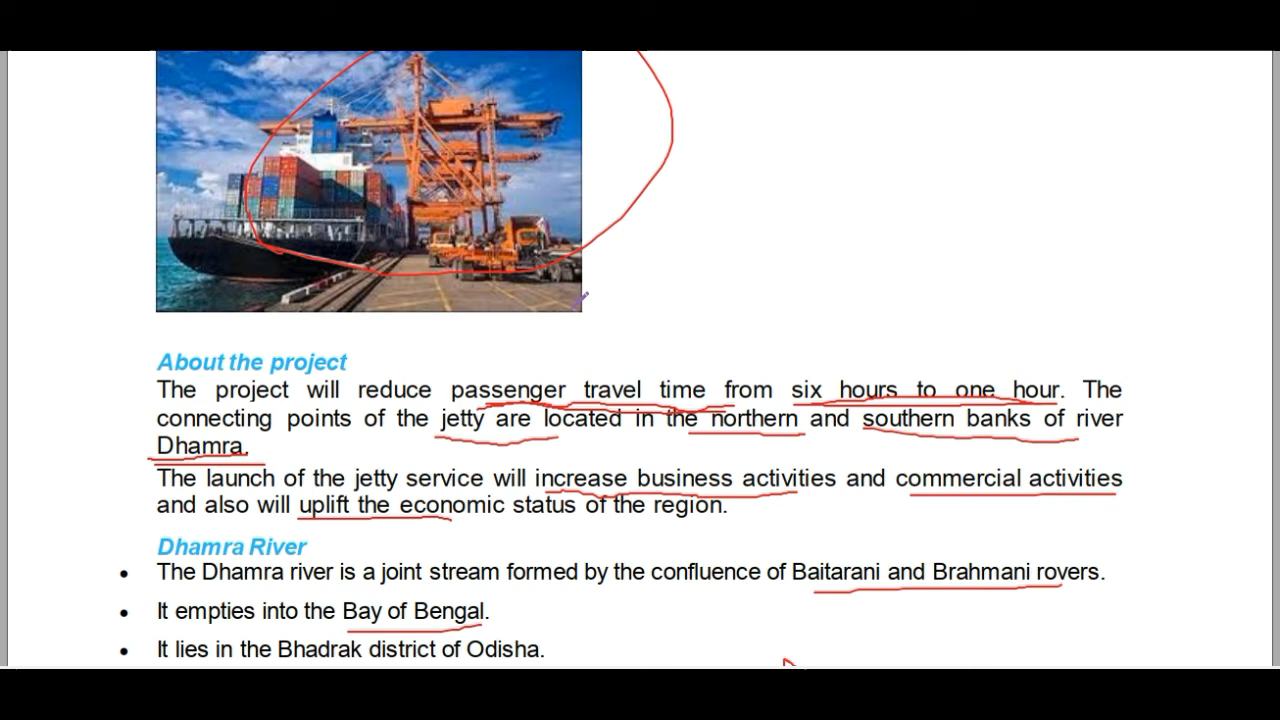 About the project
The project will reduce passenger travel time from six hours to one hour. The
connecting points of the jetty are located in the northern and southern banks of river
Dhamra.
The launch of the jetty service will increase business activities and commercial activities
and also will uplift the economic status of the region.
Dhamra River
• The Dhamra river is a joint stream formed by the confluence of Baitarani and Brahmani rovers.
• It empties into the Bay of Bengal.
• It lies in the Bhadrak district of Odisha.